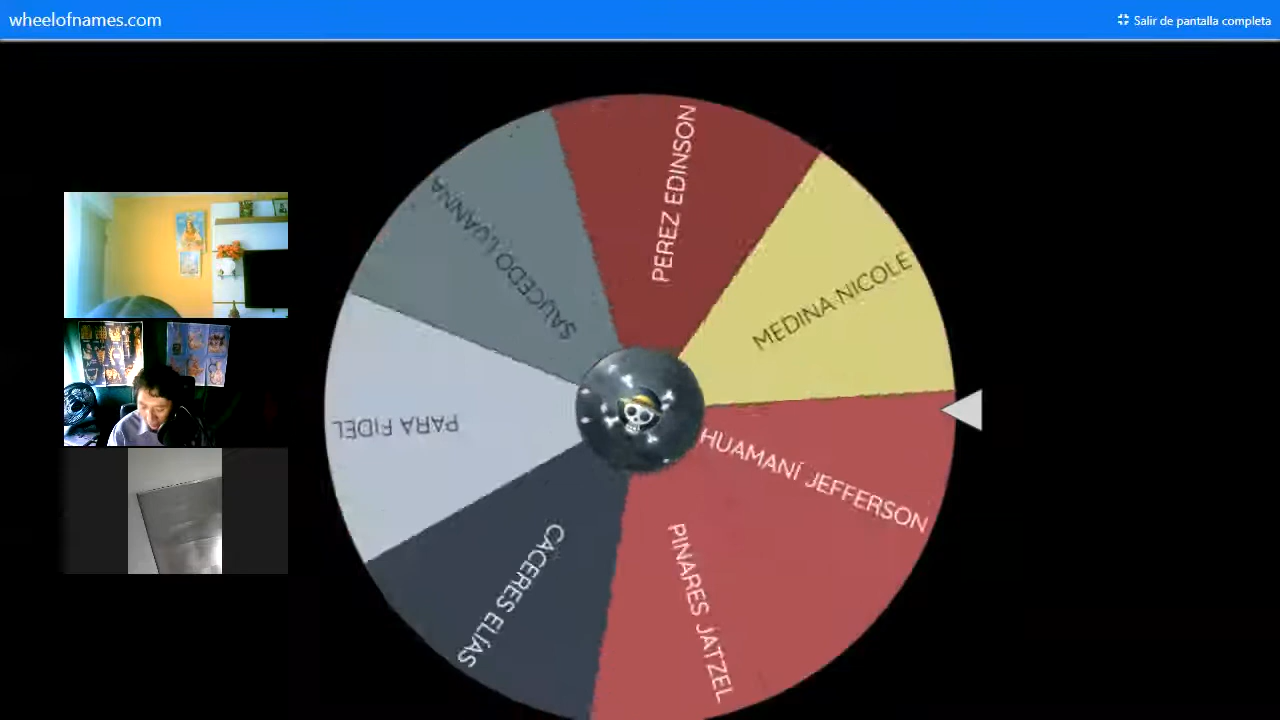 wheelofnames.com
Salir de pantalla completa
PEREZ EDINSON
MEDINA NICOLE
HUAMANÍ JEFFERSON
PINARES JATZEL
CACERES ELÍAS
PARA FIDEL
SAUCEDO LUANNA